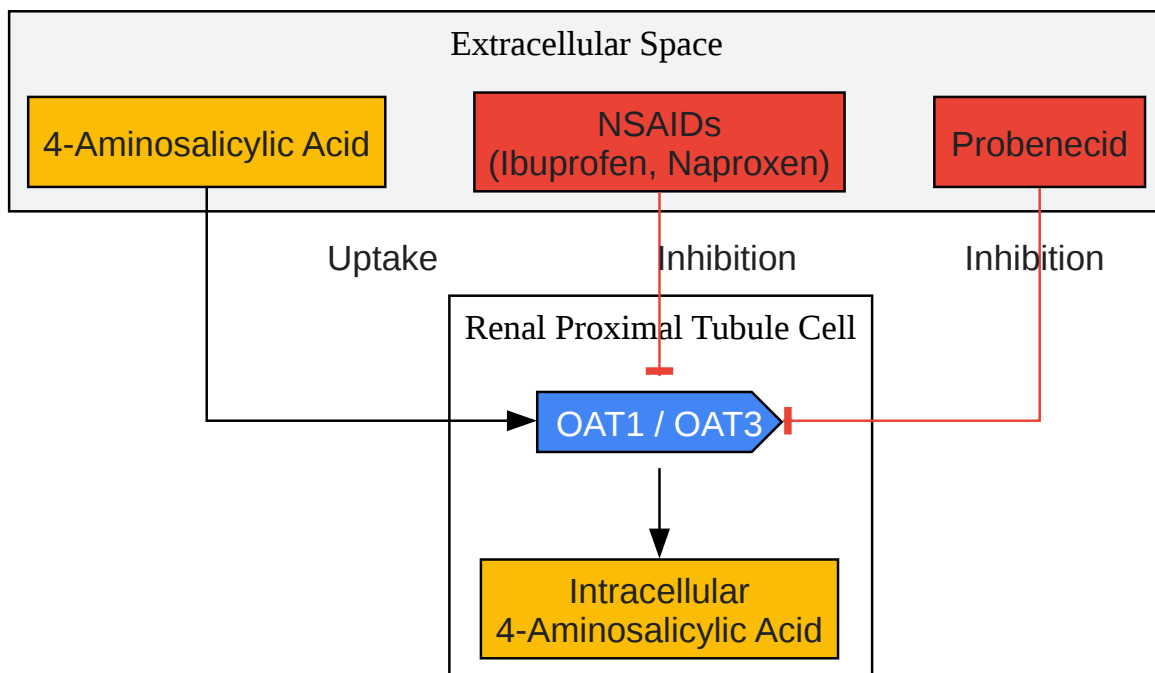 Extracellular Space
4-Aminosalicylic Acid
NSAIDs
(Ibuprofen, Naproxen)
Probenecid
Uptake
Inhibition
Inhibition
Renal Proximal Tubule Cell
OAT1 / OAT3
Intracellular
4-Aminosalicylic Acid